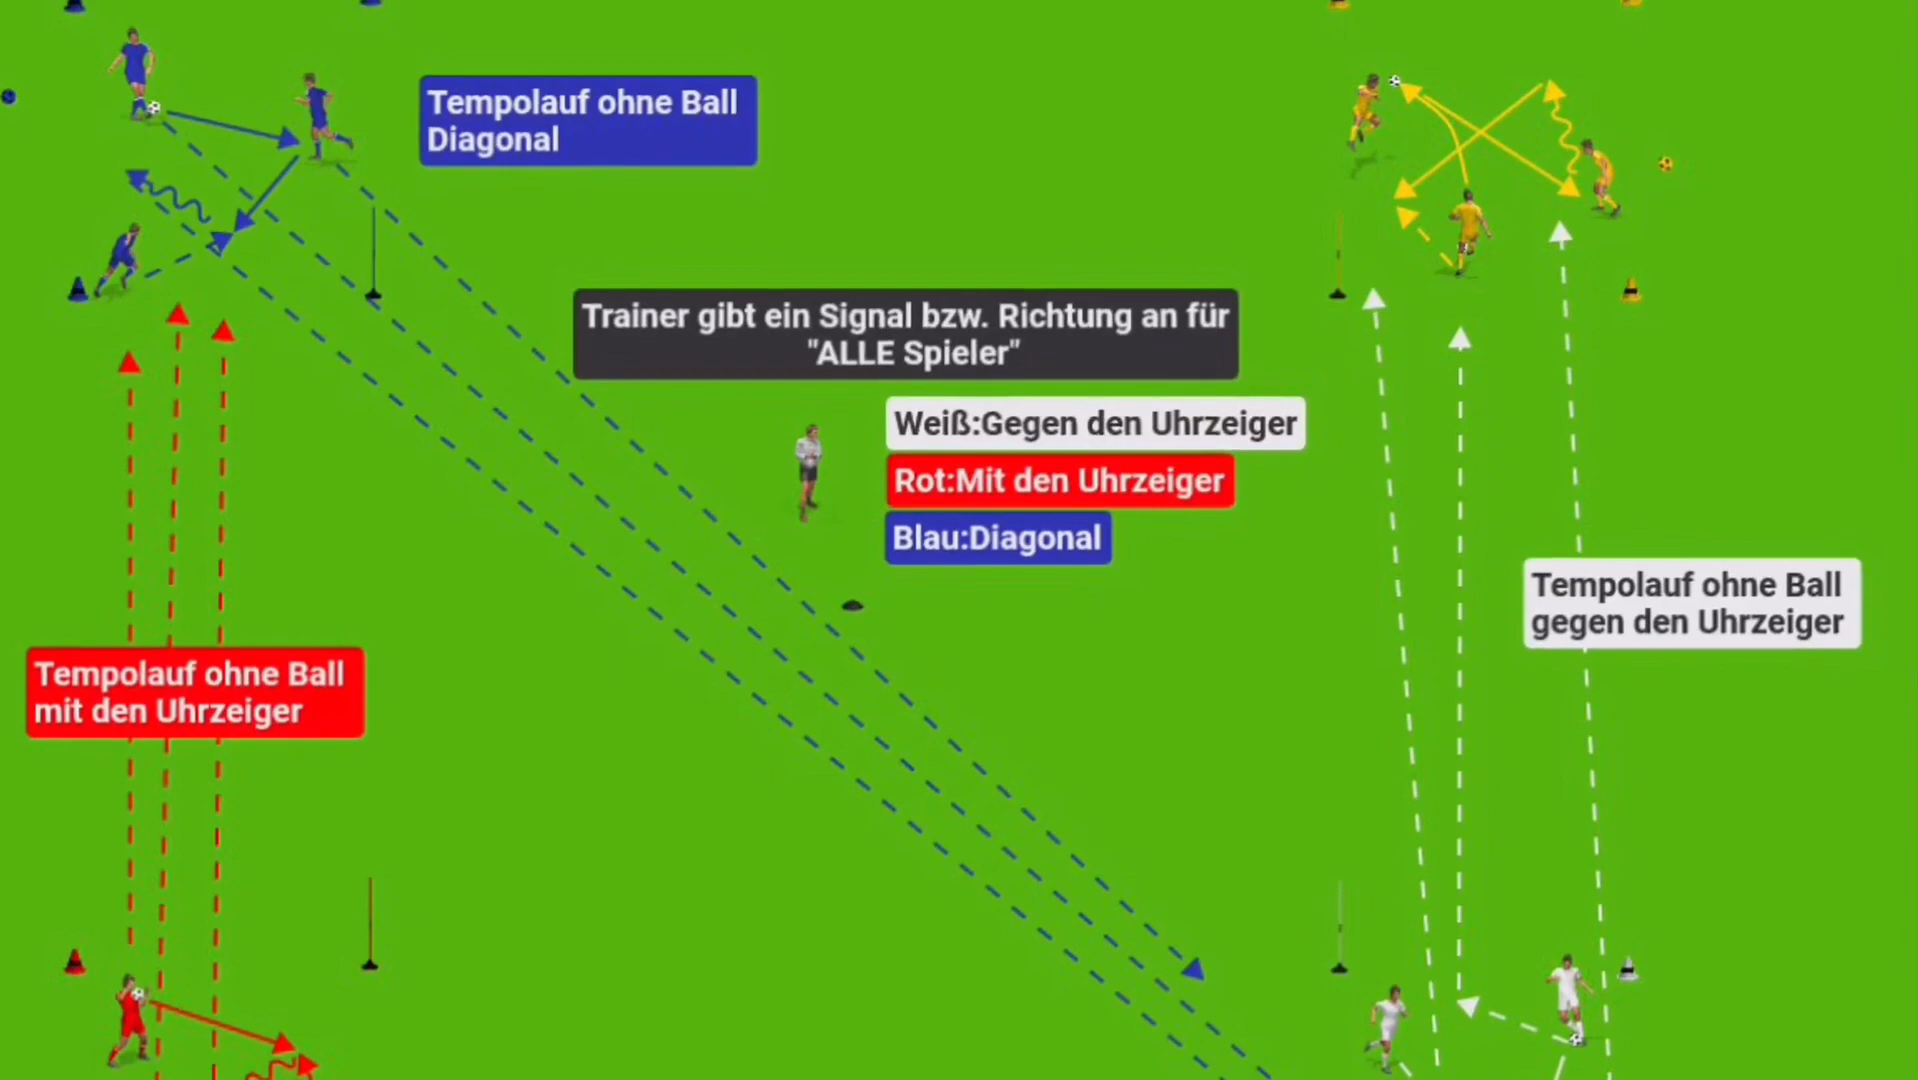 Tempolauf ohne Ball
Diagonal
Trainer gibt ein Signal bzw. Richtung an für
"ALLE Spieler"
Weiß:Gegen den Uhrzeiger
Rot:Mit den Uhrzeiger
Blau:Diagonal
Tempolauf ohne Ball
gegen den Uhrzeiger
Tempolauf ohne Ball
mit den Uhrzeiger